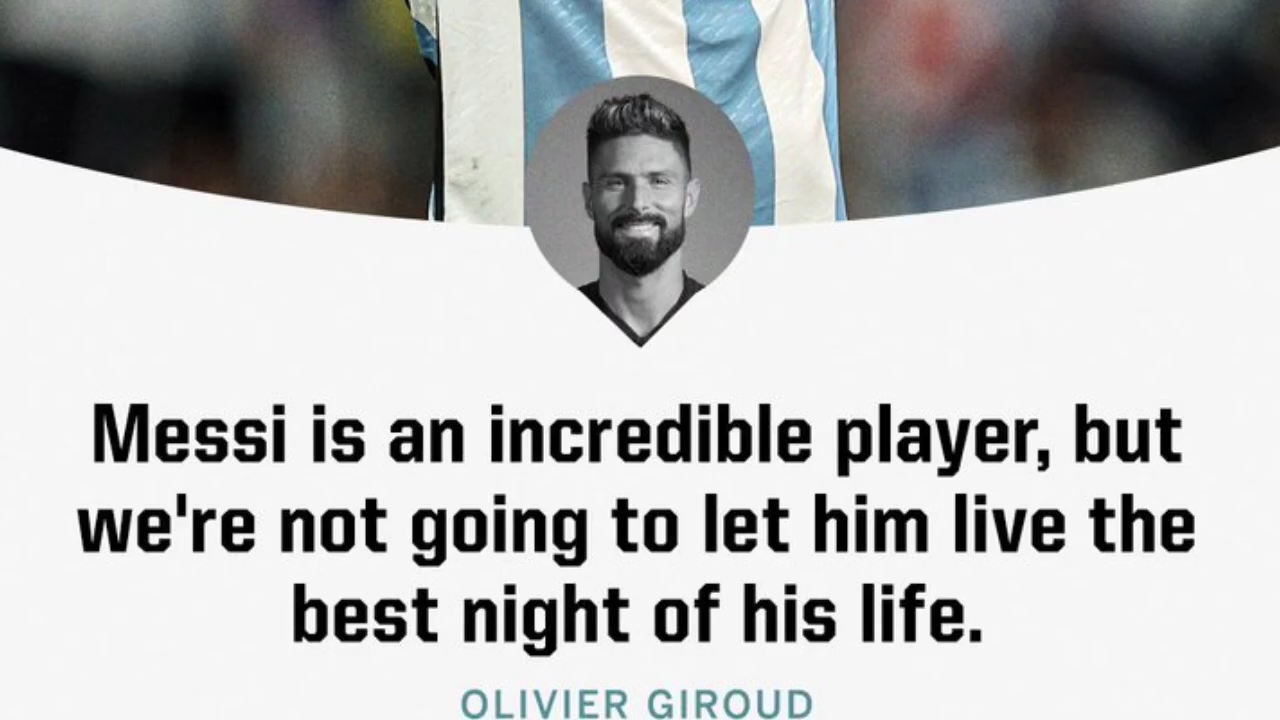 Messi is an incredible player, but
we're not going to let him live the
best night of his life.
OLIVIER GIROUD